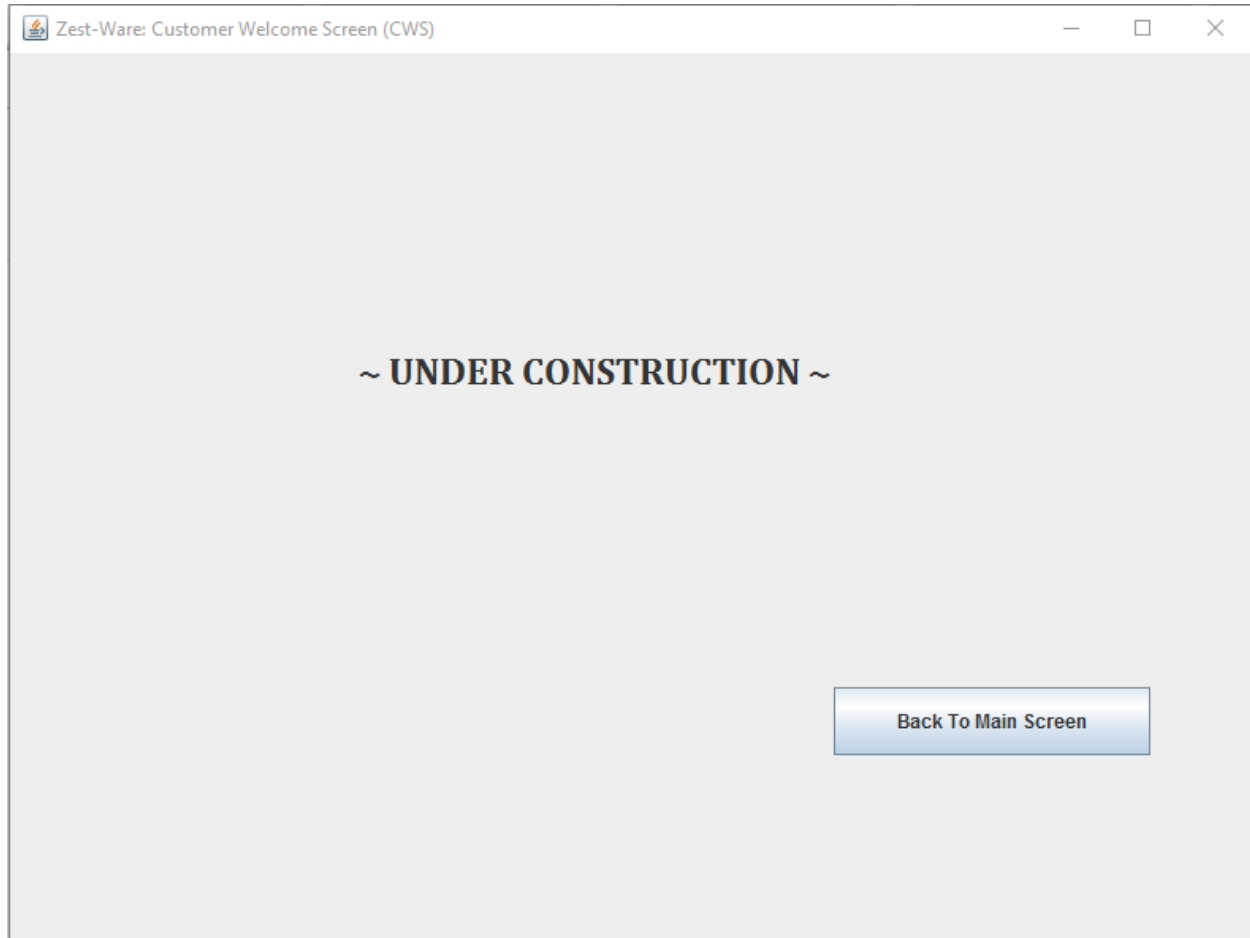 Zest-Ware: Customer Welcome Screen (CWS)
~ UNDER CONSTRUCTION ~
Back To Main Screen